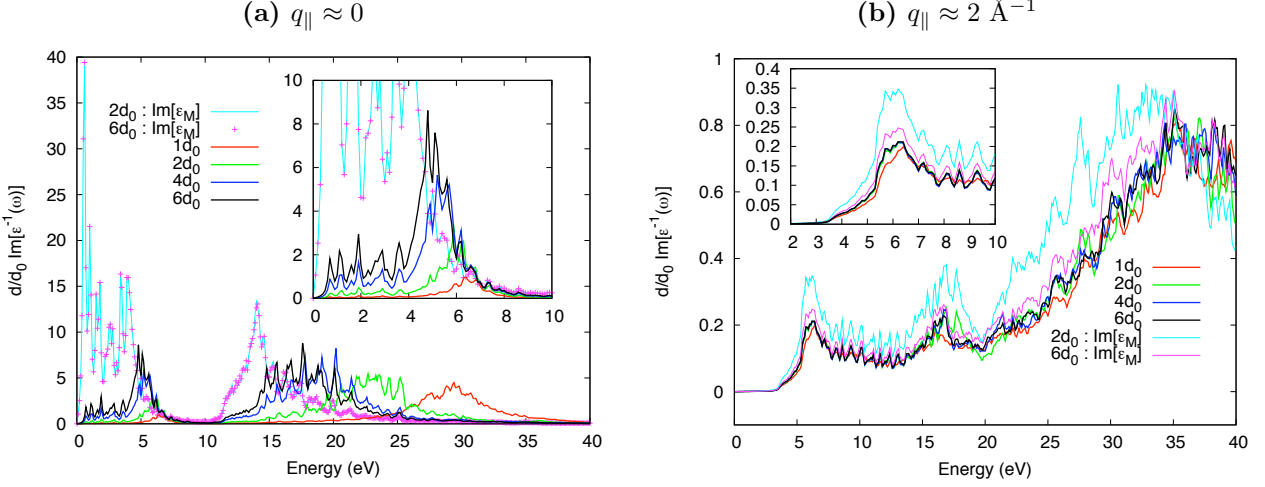 (a) q∥ ≈ 0
40
35
30
25
20
15
10
5
0
d/d₀ Im[ε⁻¹(ω)]
0 5 10 15 20 25 30 35 40
Energy (eV)
2d₀ : Im[ε_M]
6d₀ : Im[ε_M]
1d₀
2d₀
4d₀
6d₀
10
8
6
4
2
0
0 2 4 6 8 10
(b) q∥ ≈ 2 Å⁻¹
1
0.8
0.6
0.4
0.2
0
d/d₀ Im[ε⁻¹(ω)]
0 5 10 15 20 25 30 35 40
Energy (eV)
0.4
0.35
0.3
0.25
0.2
0.15
0.1
0.05
0
2 3 4 5 6 7 8 9 10
1d₀
2d₀
4d₀
6d₀
2d₀ : Im[ε_M]
6d₀ : Im[ε_M]